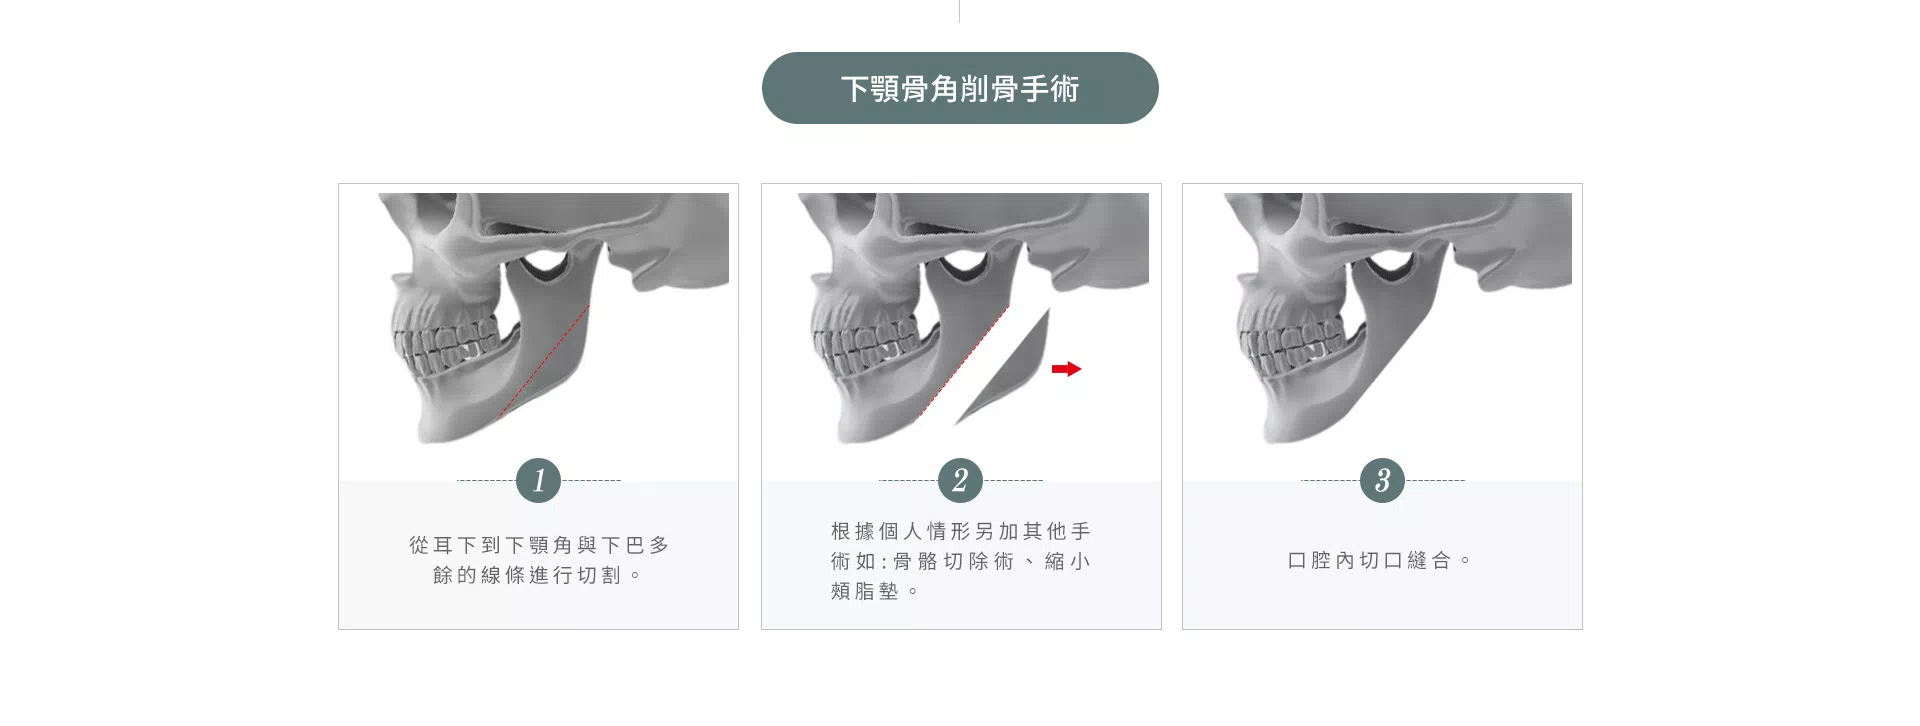 下顎骨角削骨手術
1
從耳下到下顎角與下巴多
餘的線條進行切割。
2
根據個人情形另加其他手
術如:骨骼切除術、縮小
頰脂墊。
3
口腔內切口縫合。